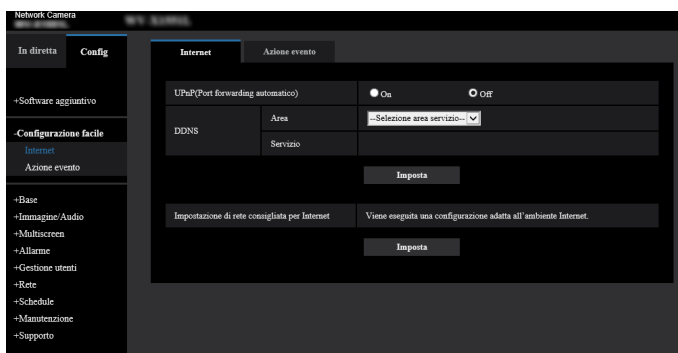 Network Camera
In diretta
Config
+Software aggiuntivo
-Configurazione facile
Internet
Azione evento
+Base
+Immagine/Audio
+Multiscreen
+Allarme
+Gestione utenti
+Rete
+Schedule
+Manutenzione
+Supporto
Internet
Azione evento
UPnP(Port forwarding automatico)
On
Off
DDNS
Area
--Selezione area servizio--
Servizio
Imposta
Impostazione di rete consigliata per Internet
Viene eseguita una configurazione adatta all'ambiente Internet.
Imposta